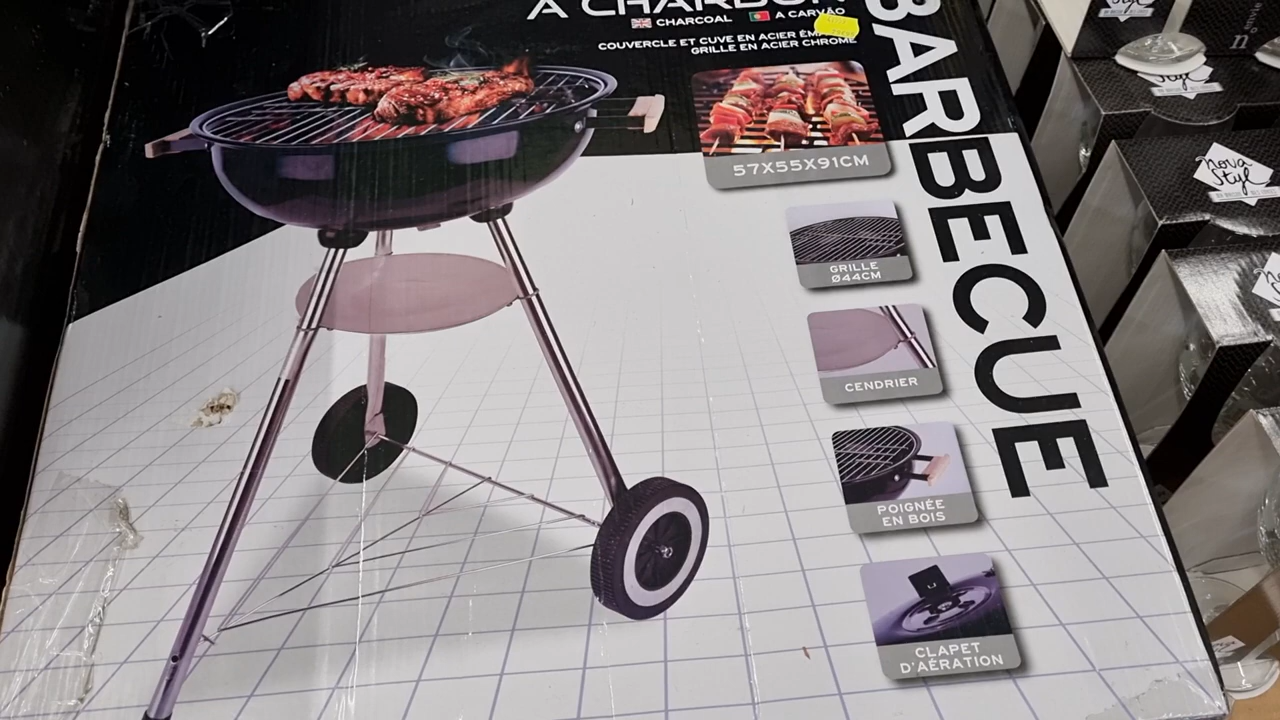 À CHARBON
CHARCOAL
A CARVÃO
COUVERCLE ET CUVE EN ACIER
GRILLE EN ACIER CHROMÉ
BARBECUE
57X55X91CM
GRILLE
Ø44CM
CENDRIER
POIGNÉE
EN BOIS
CLAPET
D'AÉRATION
nova
styl'